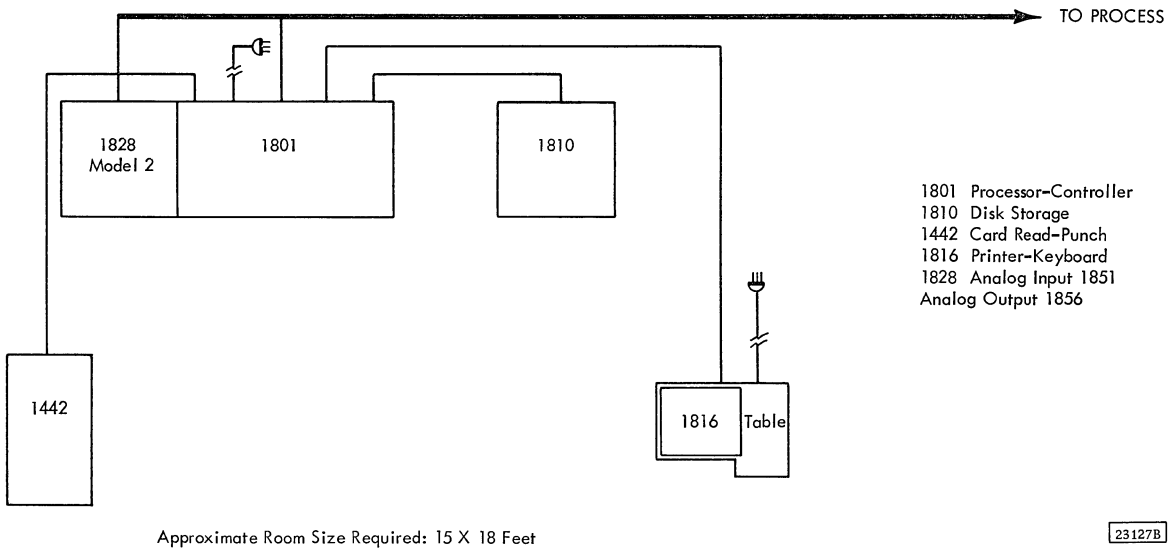 TO PROCESS
1828
Model 2
1801
1810
1801 Processor-Controller
1810 Disk Storage
1442 Card Read-Punch
1816 Printer-Keyboard
1828 Analog Input 1851
Analog Output 1856
1442
1816
Table
Approximate Room Size Required: 15 X 18 Feet
23127B